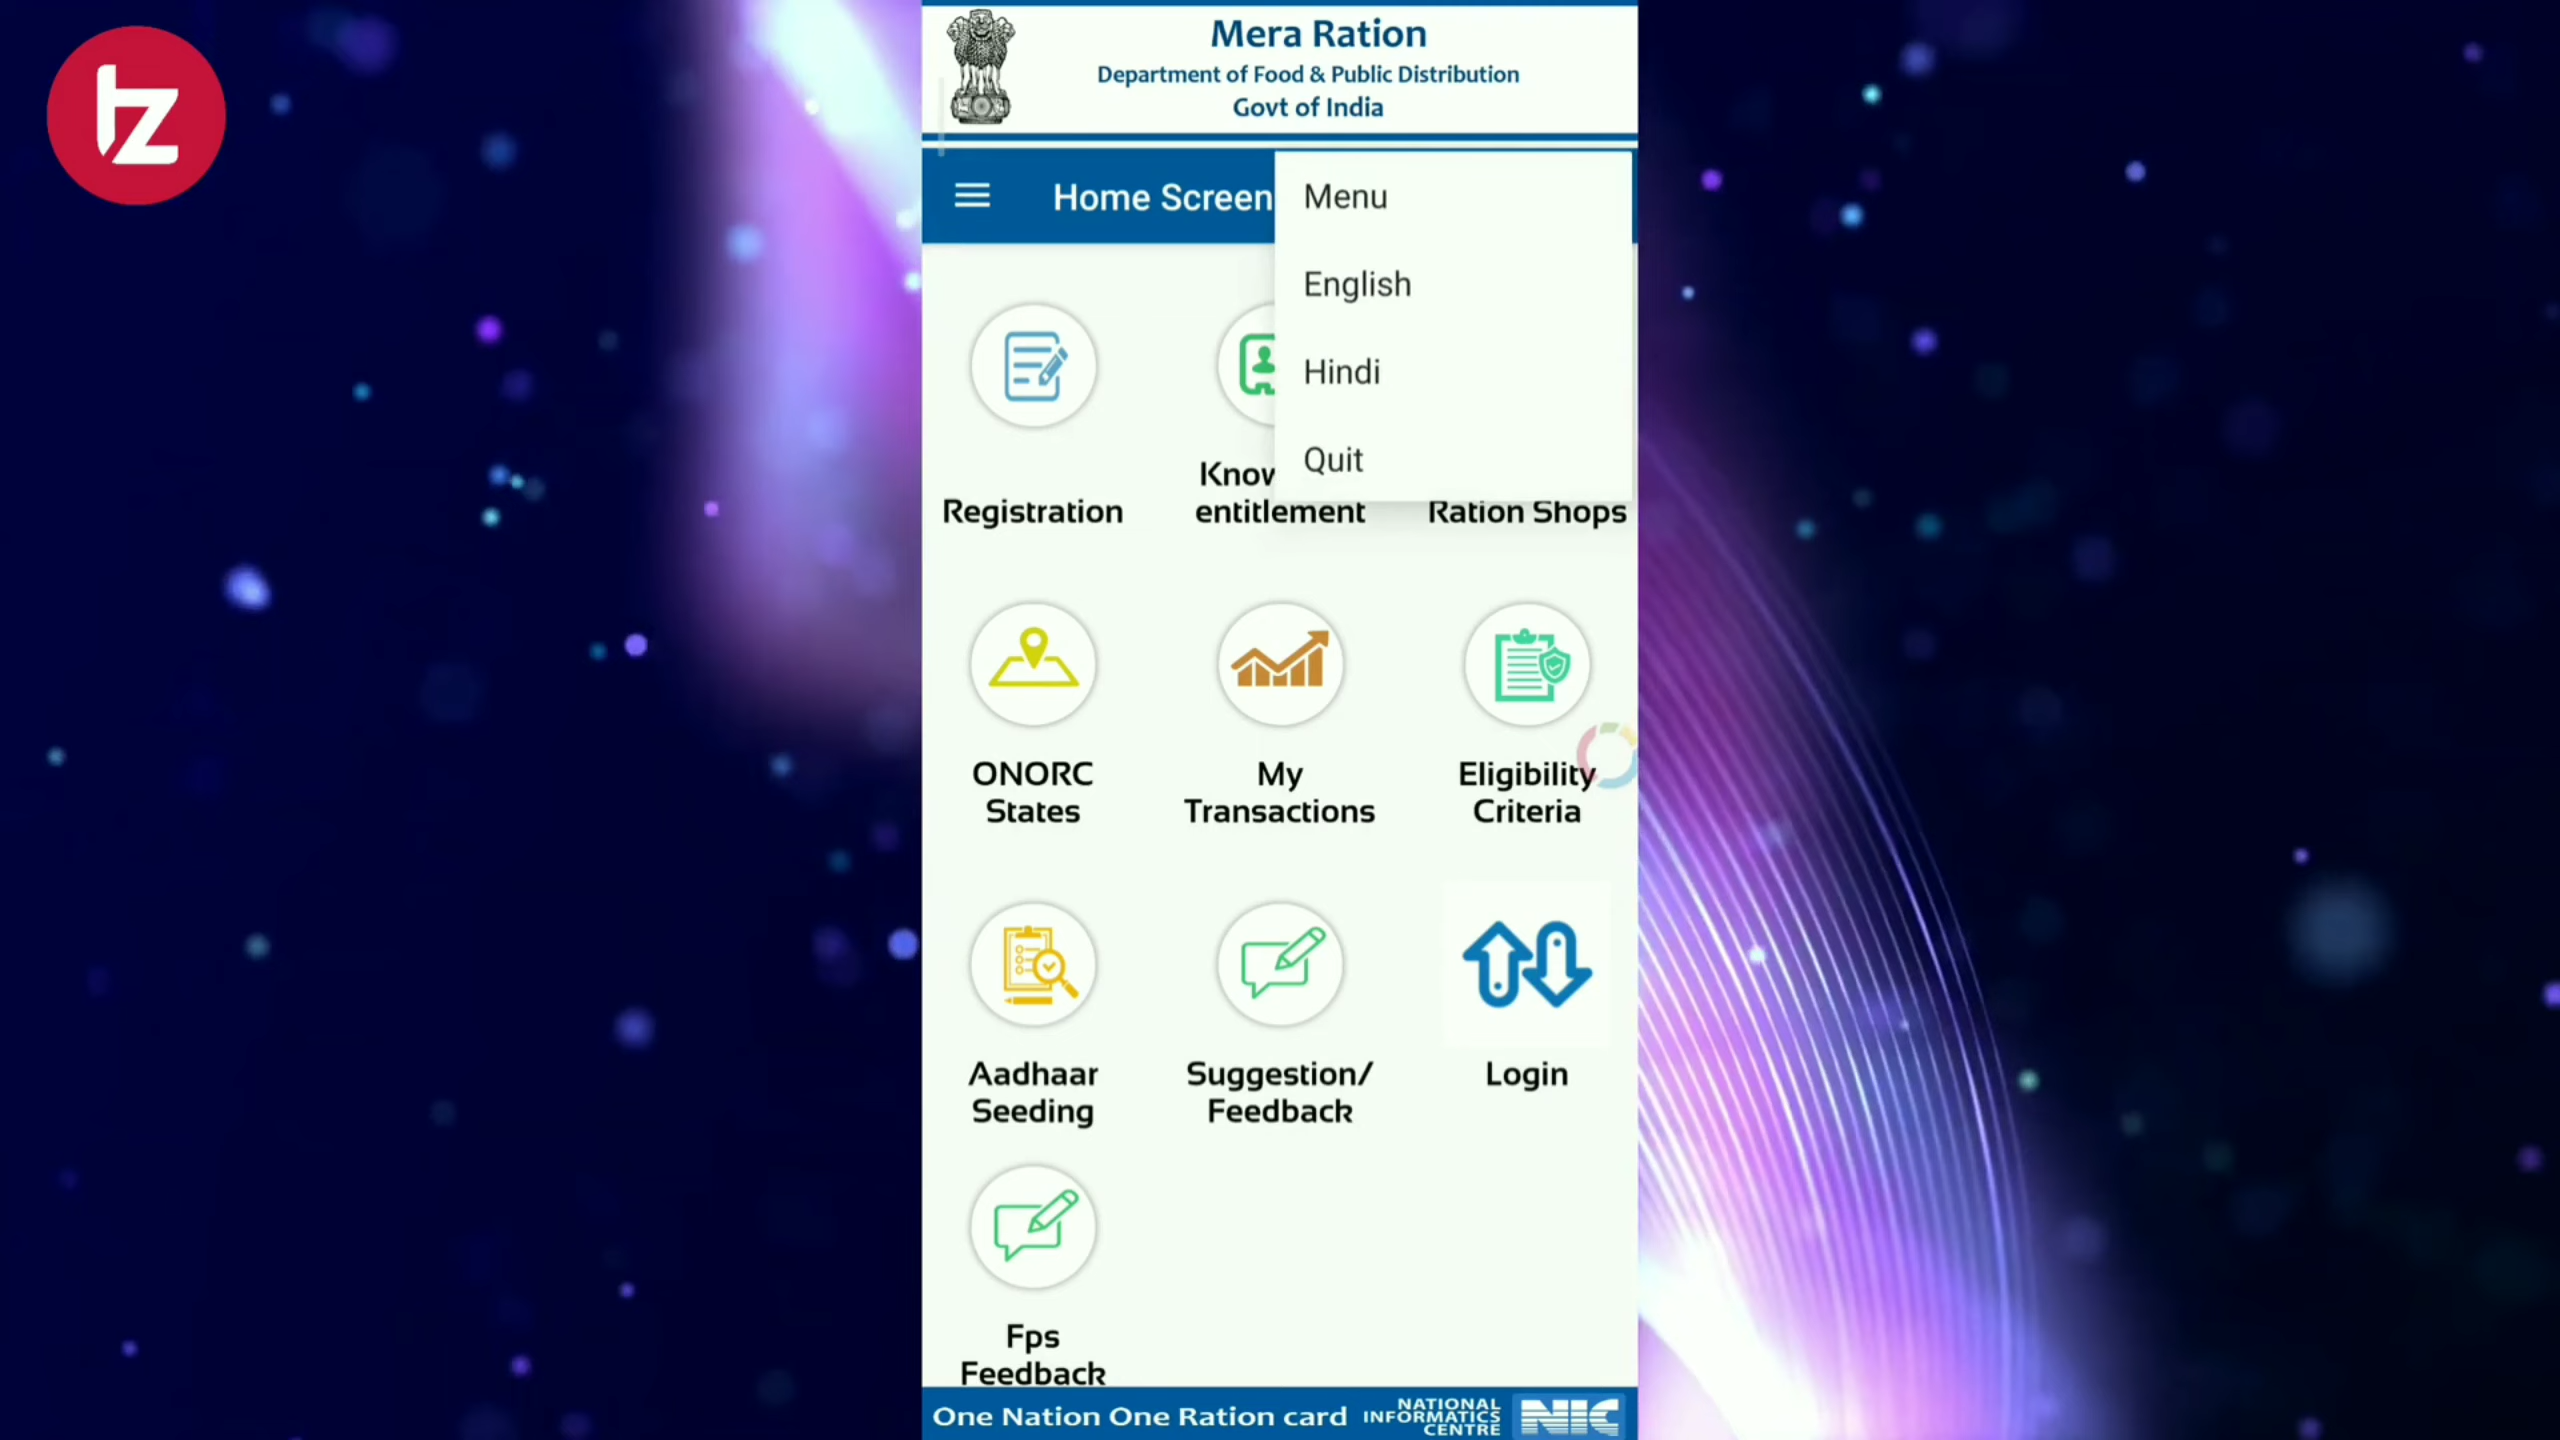 tz
Mera Ration
Department of Food & Public Distribution
Govt of India
Home Screen
Menu
English
Hindi
Quit
Registration
Know
entitlement
Ration Shops
ONORC
States
My
Transactions
Eligibility
Criteria
Aadhaar
Seeding
Suggestion/
Feedback
Login
Fps
Feedback
One Nation One Ration card
NATIONAL
INFORMATICS
CENTRE
NIC